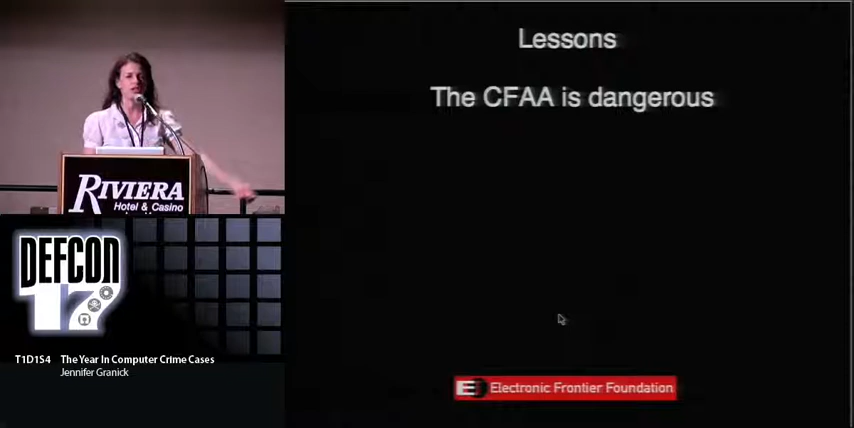 Lessons
The CFAA is dangerous
RIVIERA
Hotel & Casino
DEFCON
17
T1D1S4 The Year In Computer Crime Cases
Jennifer Granick
E
Electronic Frontier Foundation